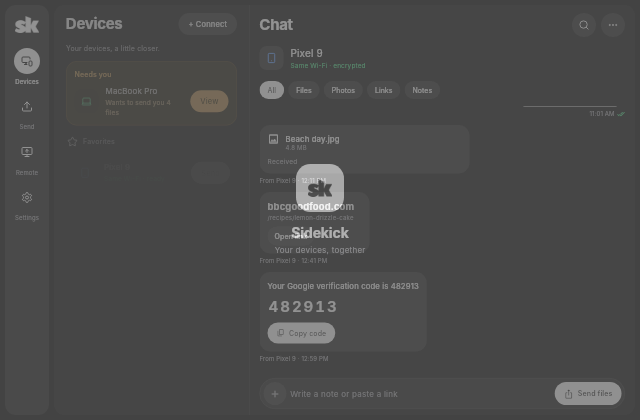 sk
Devices
Send
Remote
Settings
Devices
+ Connect
Your devices, a little closer.
Needs you
MacBook Pro
Wants to send you 4
files
View
Favorites
Chat
Pixel 9
Same Wi-Fi · encrypted
All
Files
Photos
Links
Notes
11:01 AM
Beach day.jpg
4.8 MB
Received
From Pixel 9 ·
sk
bbcgoodfood.com
/recipes/lemon-drizzle-cake
Sidekick
Your devices, together
From Pixel 9 · 12:41 PM
Your Google verification code is 482913
482913
Copy code
From Pixel 9 · 12:59 PM
Write a note or paste a link
Send files